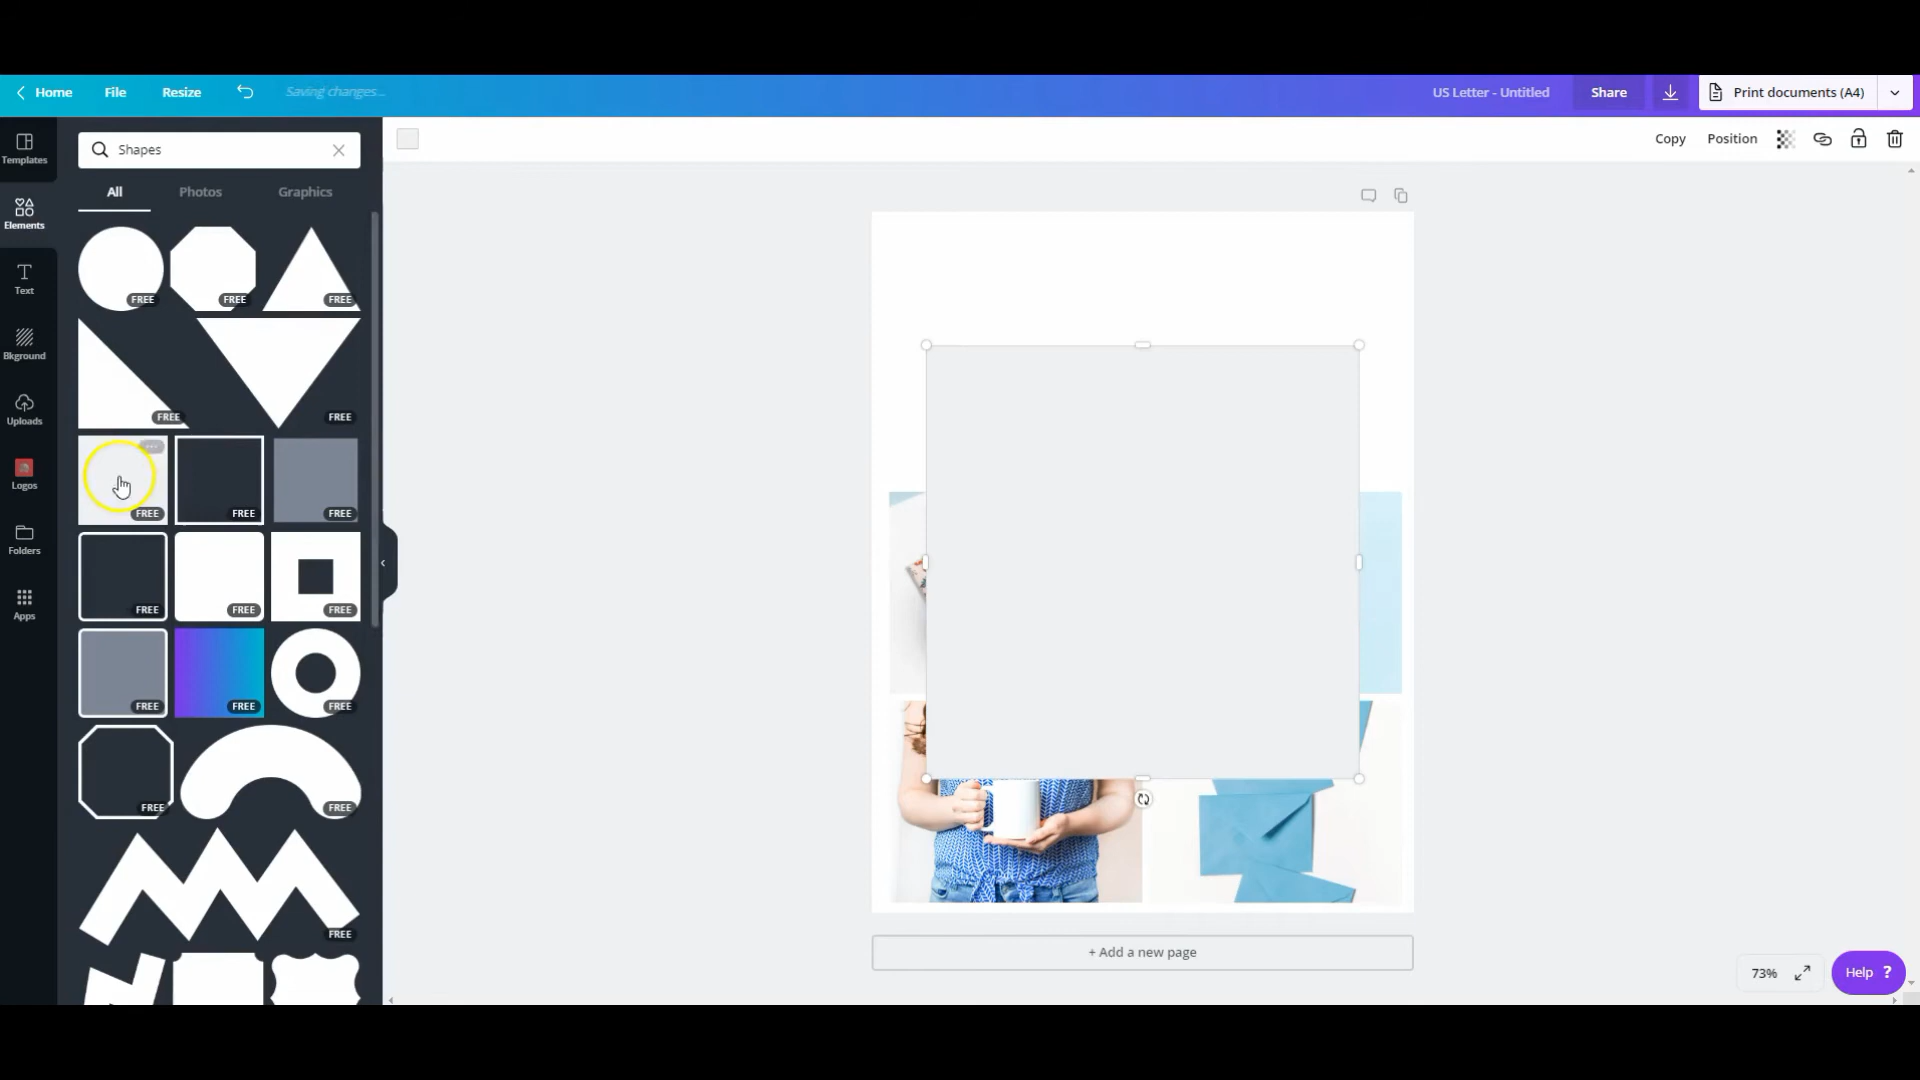 Home File Resize Saving changes... US Letter - Untitled Share Print documents (A4)
Templates
Shapes
Copy Position
All Photos Graphics
Elements
FREE FREE FREE
Text
Bkground
FREE FREE
Uploads
Logos
FREE FREE FREE
Folders
FREE FREE FREE
Apps
FREE FREE FREE
FREE FREE
FREE
+ Add a new page
73% Help ?